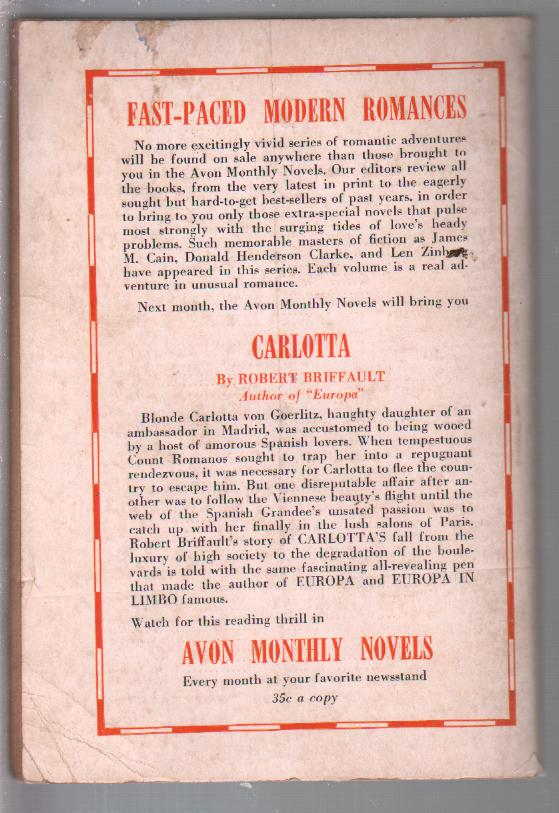 FAST-PACED MODERN ROMANCES
No more excitingly vivid series of romantic adventures
will be found on sale anywhere than those brought to
you in the Avon Monthly Novels. Our editors review all
the books, from the very latest in print to the eagerly
sought but hard-to-get best-sellers of past years, in order
to bring to you only those extra-special novels that pulse
most strongly with the surging tides of love's heady
problems. Such memorable masters of fiction as James
M. Cain, Donald Henderson Clarke, and Len
have appeared in this series. Each volume is a real ad-
venture in unusual romance.
Next month, the Avon Monthly Novels will bring you
CARLOTTA
By ROBERT BRIFFAULT
Author of "Europa"
Blonde Carlotta von Goerlitz, haughty daughter of an
ambassador in Madrid, was accustomed to being wooed
by a host of amorous Spanish lovers. When tempestuous
Count Romanos sought to trap her into a repugnant
rendezvous, it was necessary for Carlotta to flee the coun-
try to escape him. But one disreputable affair after an-
other was to follow the Viennese beauty's flight until the
web of the Spanish Grandee's unsated passion was to
catch up with her finally in the lush salons of Paris.
Robert Briffault's story of CARLOTTA'S fall from the
luxury of high society to the degradation of the boule-
vards is told with the same fascinating all-revealing pen
that made the author of EUROPA and EUROPA IN
LIMBO famous.
Watch for this reading thrill in
AVON MONTHLY NOVELS
Every month at your favorite newsstand
35c a copy